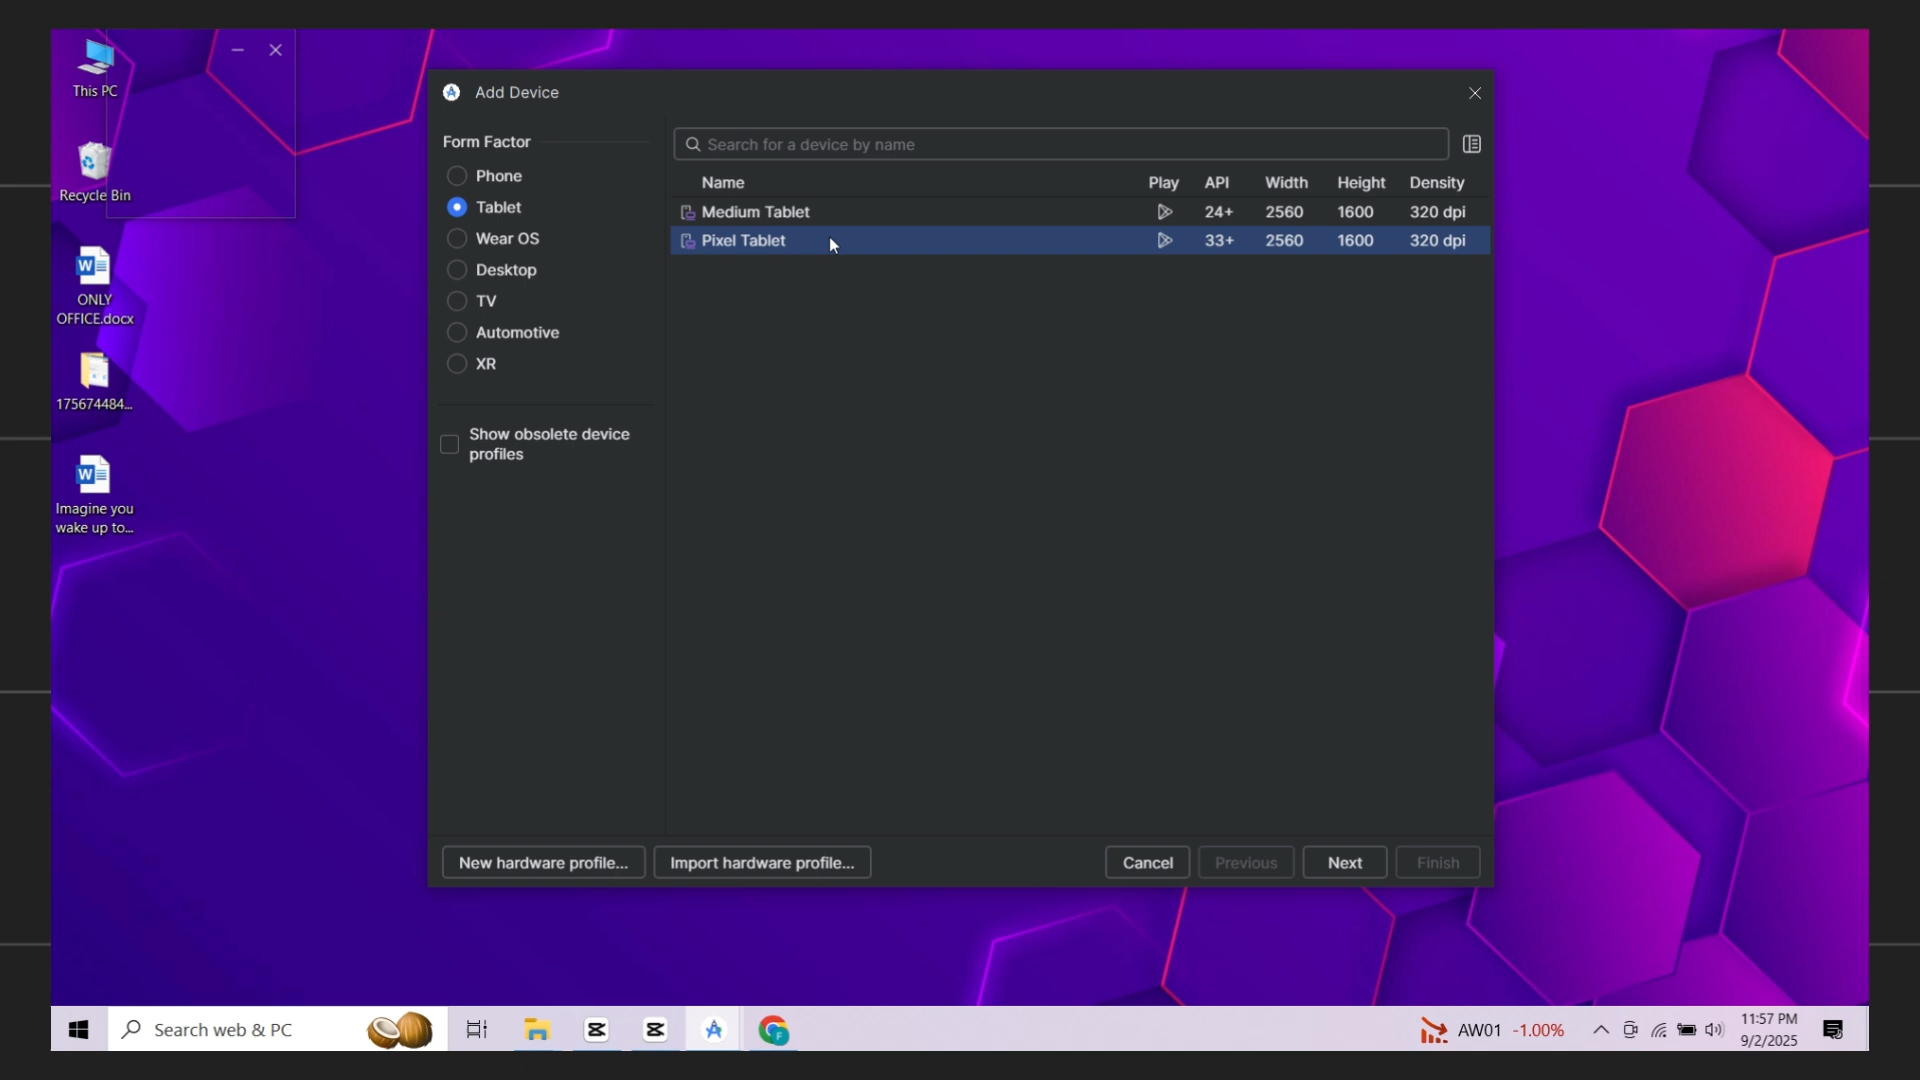 This PC
Recycle Bin
ONLY
OFFICE.docx
175674484...
Imagine you
wake up to...
Add Device
Form Factor
Phone
Tablet
Wear OS
Desktop
TV
Automotive
XR
Show obsolete device
profiles
Search for a device by name
Name Play API Width Height Density
Medium Tablet 24+ 2560 1600 320 dpi
Pixel Tablet 33+ 2560 1600 320 dpi
New hardware profile... Import hardware profile... Cancel Previous Next Finish
Search web & PC
AW01 -1.00%
11:57 PM
9/2/2025